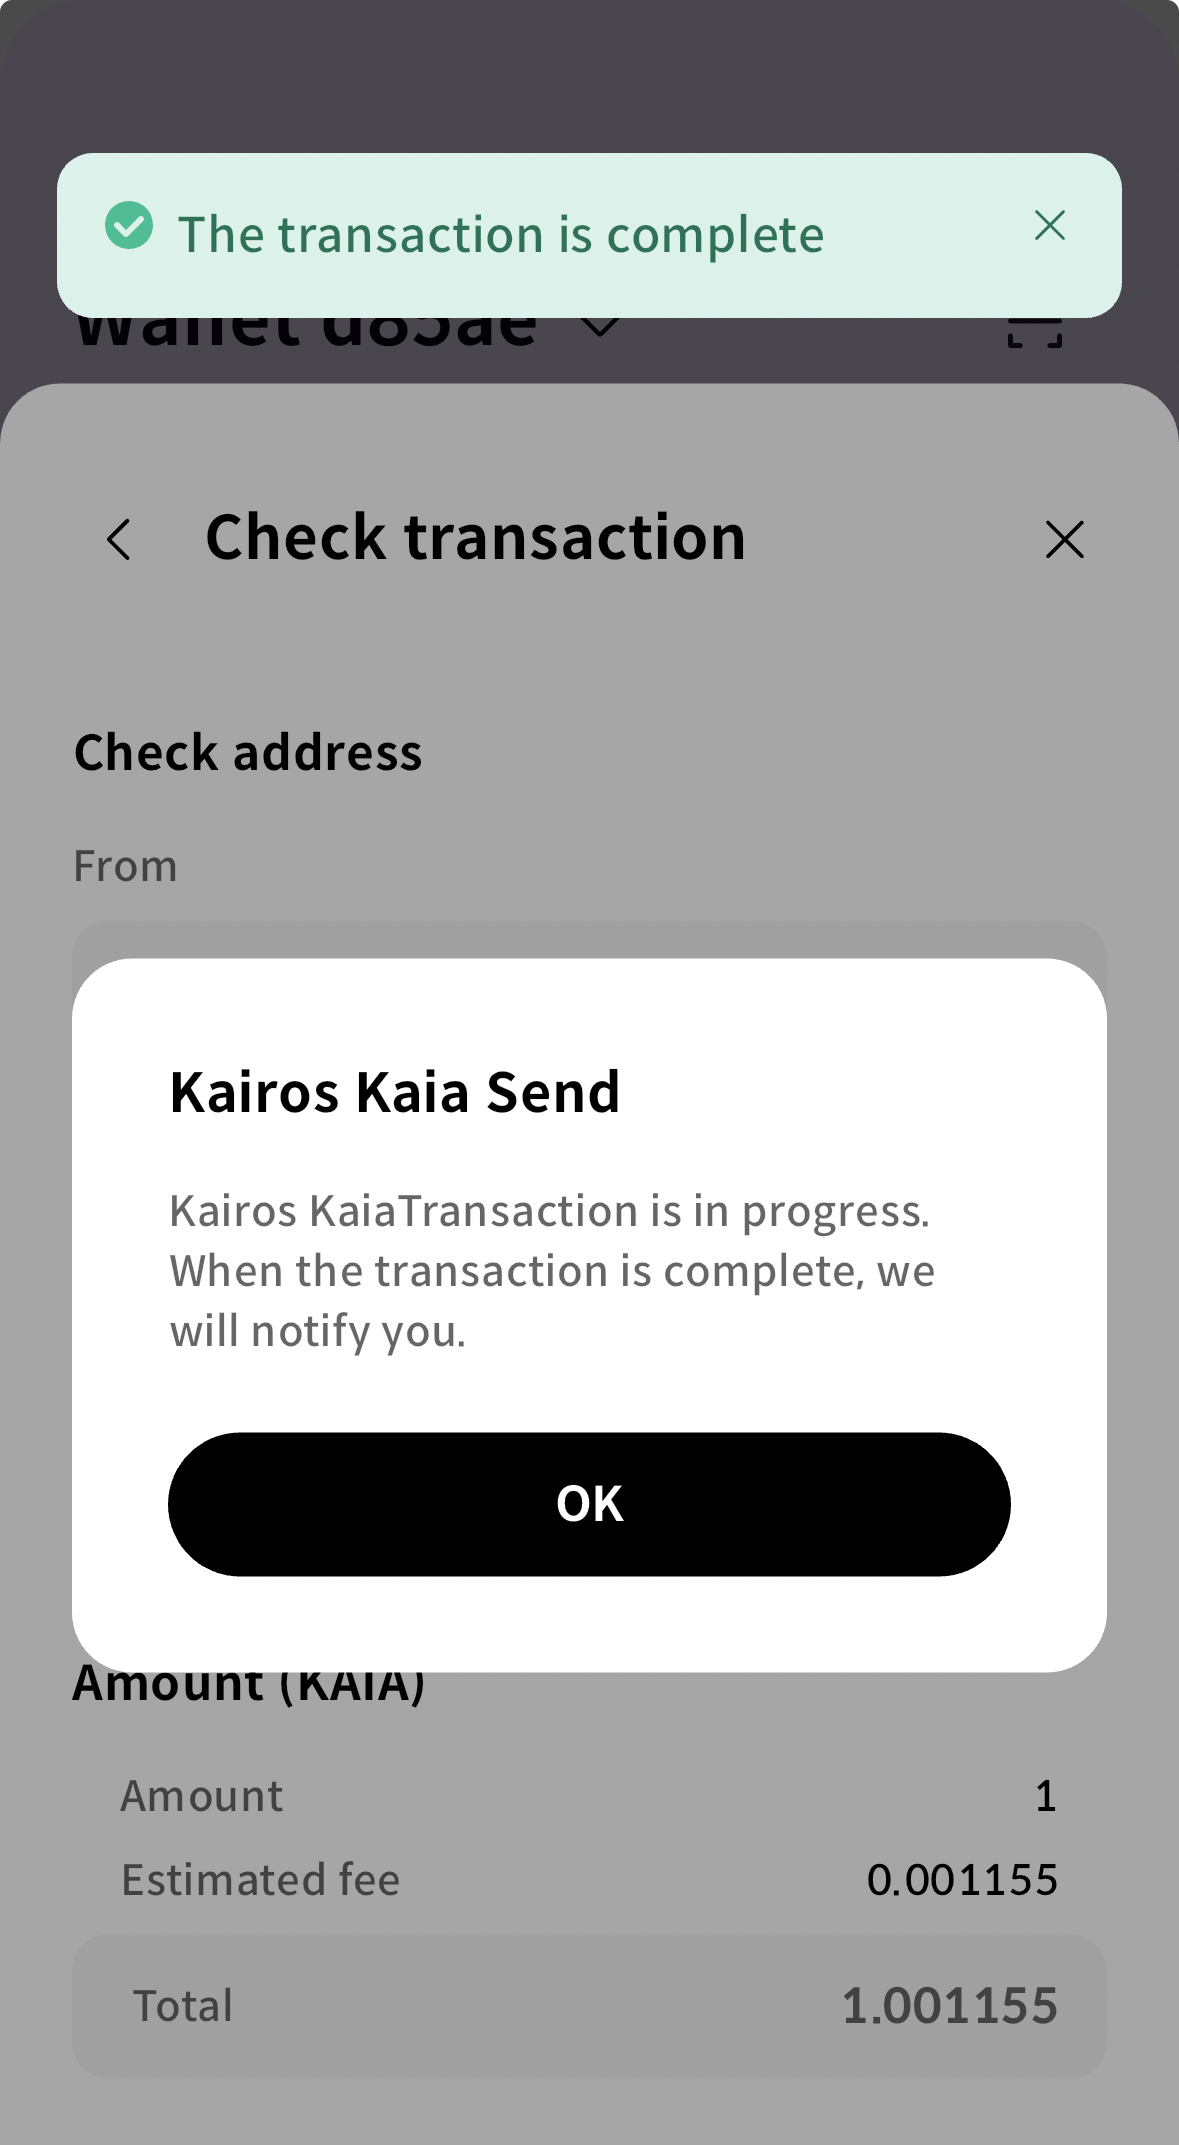 The transaction is complete
Wallet d85ae
Check transaction
Check address
From
Kairos Kaia Send
Kairos KaiaTransaction is in progress.
When the transaction is complete, we
will notify you.
OK
Amount (KAIA)
Amount 1
Estimated fee 0.001155
Total 1.001155